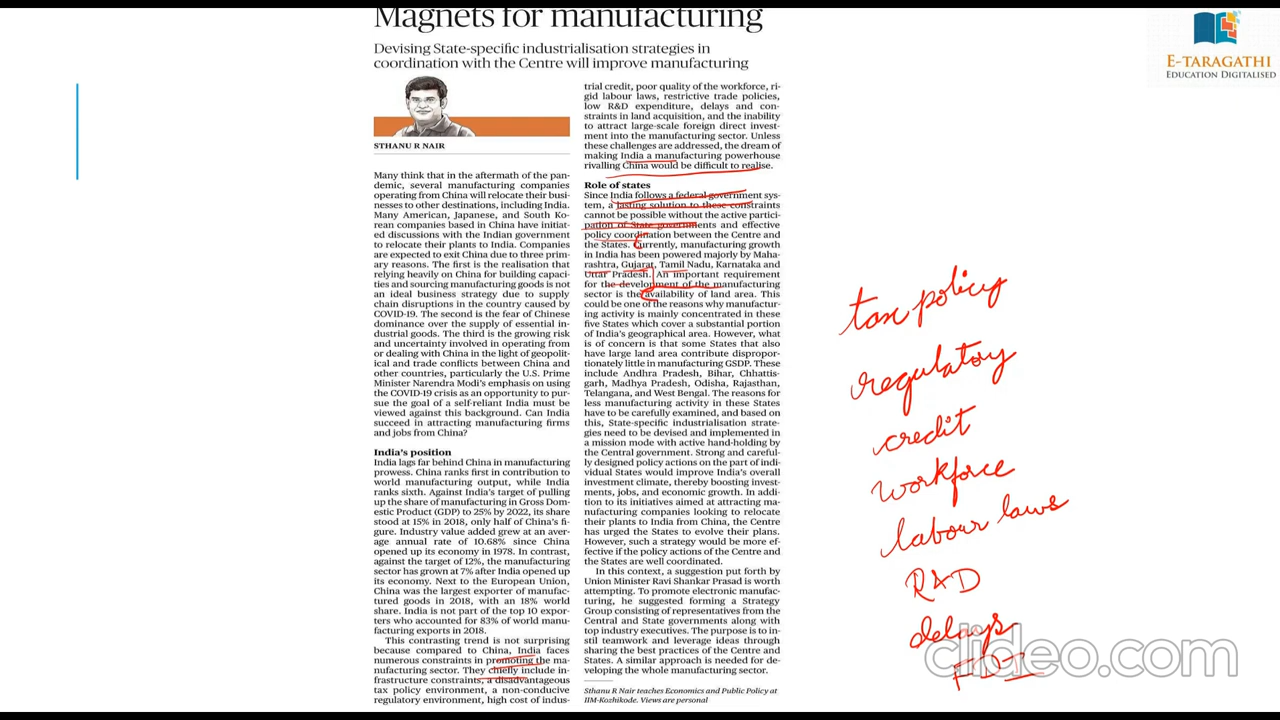 Magnets for manufacturing
Devising State-specific industrialisation strategies in
coordination with the Centre will improve manufacturing
STHANU R NAIR
Many think that in the aftermath of the pan-
demic, several manufacturing companies
operating from China will relocate their busi-
nesses to other destinations, including India.
Many American, Japanese, and South Ko-
rean companies based in China have initiat-
ed discussions with the Indian government
to relocate their plants to India. Companies
are expected to exit China due to three prim-
ary reasons. The first is the realisation that
relying heavily on China for building capaci-
ties and sourcing manufacturing goods is not
an ideal business strategy due to supply
chain disruptions in the country caused by
COVID-19. The second is the fear of Chinese
dominance over the supply of essential in-
dustrial goods. The third is the growing risk
and uncertainty involved in operating from
or dealing with China in the light of geopolit-
ical and trade conflicts between China and
other countries, particularly the U.S. Prime
Minister Narendra Modi's emphasis on using
the COVID-19 crisis as an opportunity to pur-
sue the goal of a self-reliant India must be
viewed against this background. Can India
succeed in attracting manufacturing firms
and jobs from China?
India's position
India lags far behind China in manufacturing
prowess. China ranks first in contribution to
world manufacturing output, while India
ranks sixth. Against India's target of pulling
up the share of manufacturing in Gross Dom-
estic Product (GDP) to 25% by 2022, its share
stood at 15% in 2018, only half of China's fi-
gure. Industry value added grew at an aver-
age annual rate of 10.68% since China
opened up its economy in 1978. In contrast,
against the target of 12%, the manufacturing
sector has grown at 7% after India opened up
its economy. Next to the European Union,
China was the largest exporter of manufac-
tured goods in 2018, with an 18% world
share. India is not part of the top 10 expor-
ters who accounted for 83% of world manu-
facturing exports in 2018.
This contrasting trend is not surprising
because compared to China, India faces
numerous constraints in promoting the ma-
nufacturing sector. They chiefly include in-
frastructure constraints, a disadvantageous
tax policy environment, a non-conducive
regulatory environment, high cost of indus-
trial credit, poor quality of the workforce, ri-
gid labour laws, restrictive trade policies,
low R&D expenditure, delays and con-
straints in land acquisition, and the inability
to attract large-scale foreign direct invest-
ment into the manufacturing sector. Unless
these challenges are addressed, the dream of
making India a manufacturing powerhouse
rivalling China would be difficult to realise.
Role of states
Since India follows a federal government sys-
tem, a lasting solution to these constraints
cannot be possible without the active partici-
pation of State governments and effective
policy coordination between the Centre and
the States. Currently, manufacturing growth
in India has been powered majorly by Maha-
rashtra, Gujarat, Tamil Nadu, Karnataka and
Uttar Pradesh. An important requirement
for the development of the manufacturing
sector is the availability of land area. This
could be one of the reasons why manufactur-
ing activity is mainly concentrated in these
five States which cover a substantial portion
of India's geographical area. However, what
is of concern is that some States that also
have large land area contribute dispropor-
tionately little in manufacturing GSDP. These
include Andhra Pradesh, Bihar, Chhattis-
garh, Madhya Pradesh, Odisha, Rajasthan,
Telangana, and West Bengal. The reasons for
less manufacturing activity in these States
have to be carefully examined, and based on
this, State-specific industrialisation strate-
gies need to be devised and implemented in
a mission mode with active hand-holding by
the Central government. Strong and careful-
ly designed policy actions on the part of indi-
vidual States would improve India's overall
investment climate, thereby boosting invest-
ments, jobs, and economic growth. In addi-
tion to its initiatives aimed at attracting ma-
nufacturing companies looking to relocate
their plants to India from China, the Centre
has urged the States to evolve their plans.
However, such a strategy would be more ef-
fective if the policy actions of the Centre and
the States are well coordinated.
In this context, a suggestion put forth by
Union Minister Ravi Shankar Prasad is worth
attempting. To promote electronic manufac-
turing, he suggested forming a Strategy
Group consisting of representatives from the
Central and State governments along with
top industry executives. The purpose is to in-
stil teamwork and leverage ideas through
sharing the best practices of the Centre and
States. A similar approach is needed for de-
veloping the whole manufacturing sector.
Sthanu R Nair teaches Economics and Public Policy at
IIM-Kozhikode. Views are personal
E-TARAGATHI
EDUCATION DIGITALISED
tax policy
regulatory
credit
workforce
labour laws
R&D
delays
FDI
clideo.com